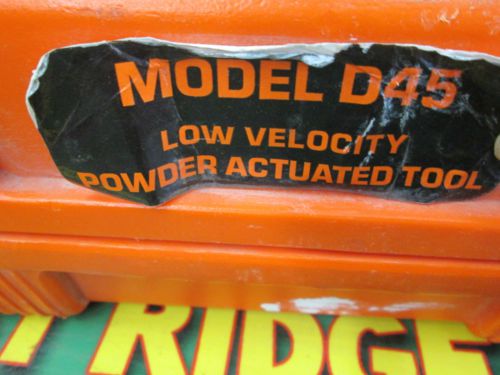 MODEL D45
LOW VELOCITY
POWDER ACTUATED TOOL
RIDGE